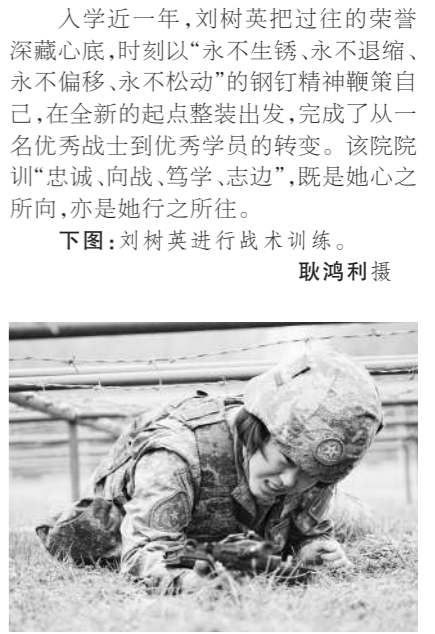 入学近一年,刘树英把过往的荣誉
深藏心底,时刻以“永不生锈、永不退缩、
永不偏移、永不松动”的钢钉精神鞭策自
己,在全新的起点整装出发,完成了从一
名优秀战士到优秀学员的转变。该院院
训“忠诚、向战、笃学、志边”,既是她心之
所向,亦是她行之所往。
下图:刘树英进行战术训练。
耿鸿利摄